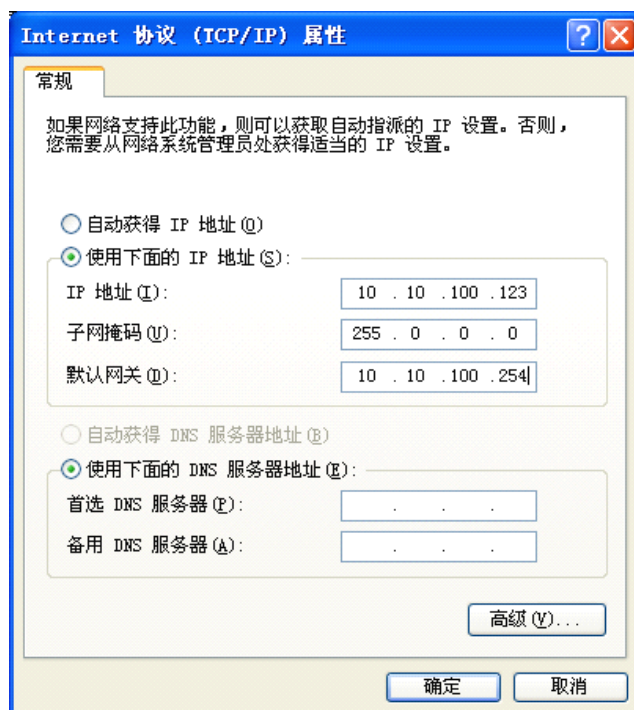 Internet 协议 (TCP/IP) 属性
常规
如果网络支持此功能，则可以获取自动指派的 IP 设置。否则，
您需要从网络系统管理员处获得适当的 IP 设置。
自动获得 IP 地址(O)
使用下面的 IP 地址(S):
IP 地址(I): 10 . 10 .100 .123
子网掩码(U): 255 . 0 . 0 . 0
默认网关(D): 10 . 10 .100 .254
自动获得 DNS 服务器地址(B)
使用下面的 DNS 服务器地址(E):
首选 DNS 服务器(P): . . .
备用 DNS 服务器(A): . . .
高级(V)...
确定 取消